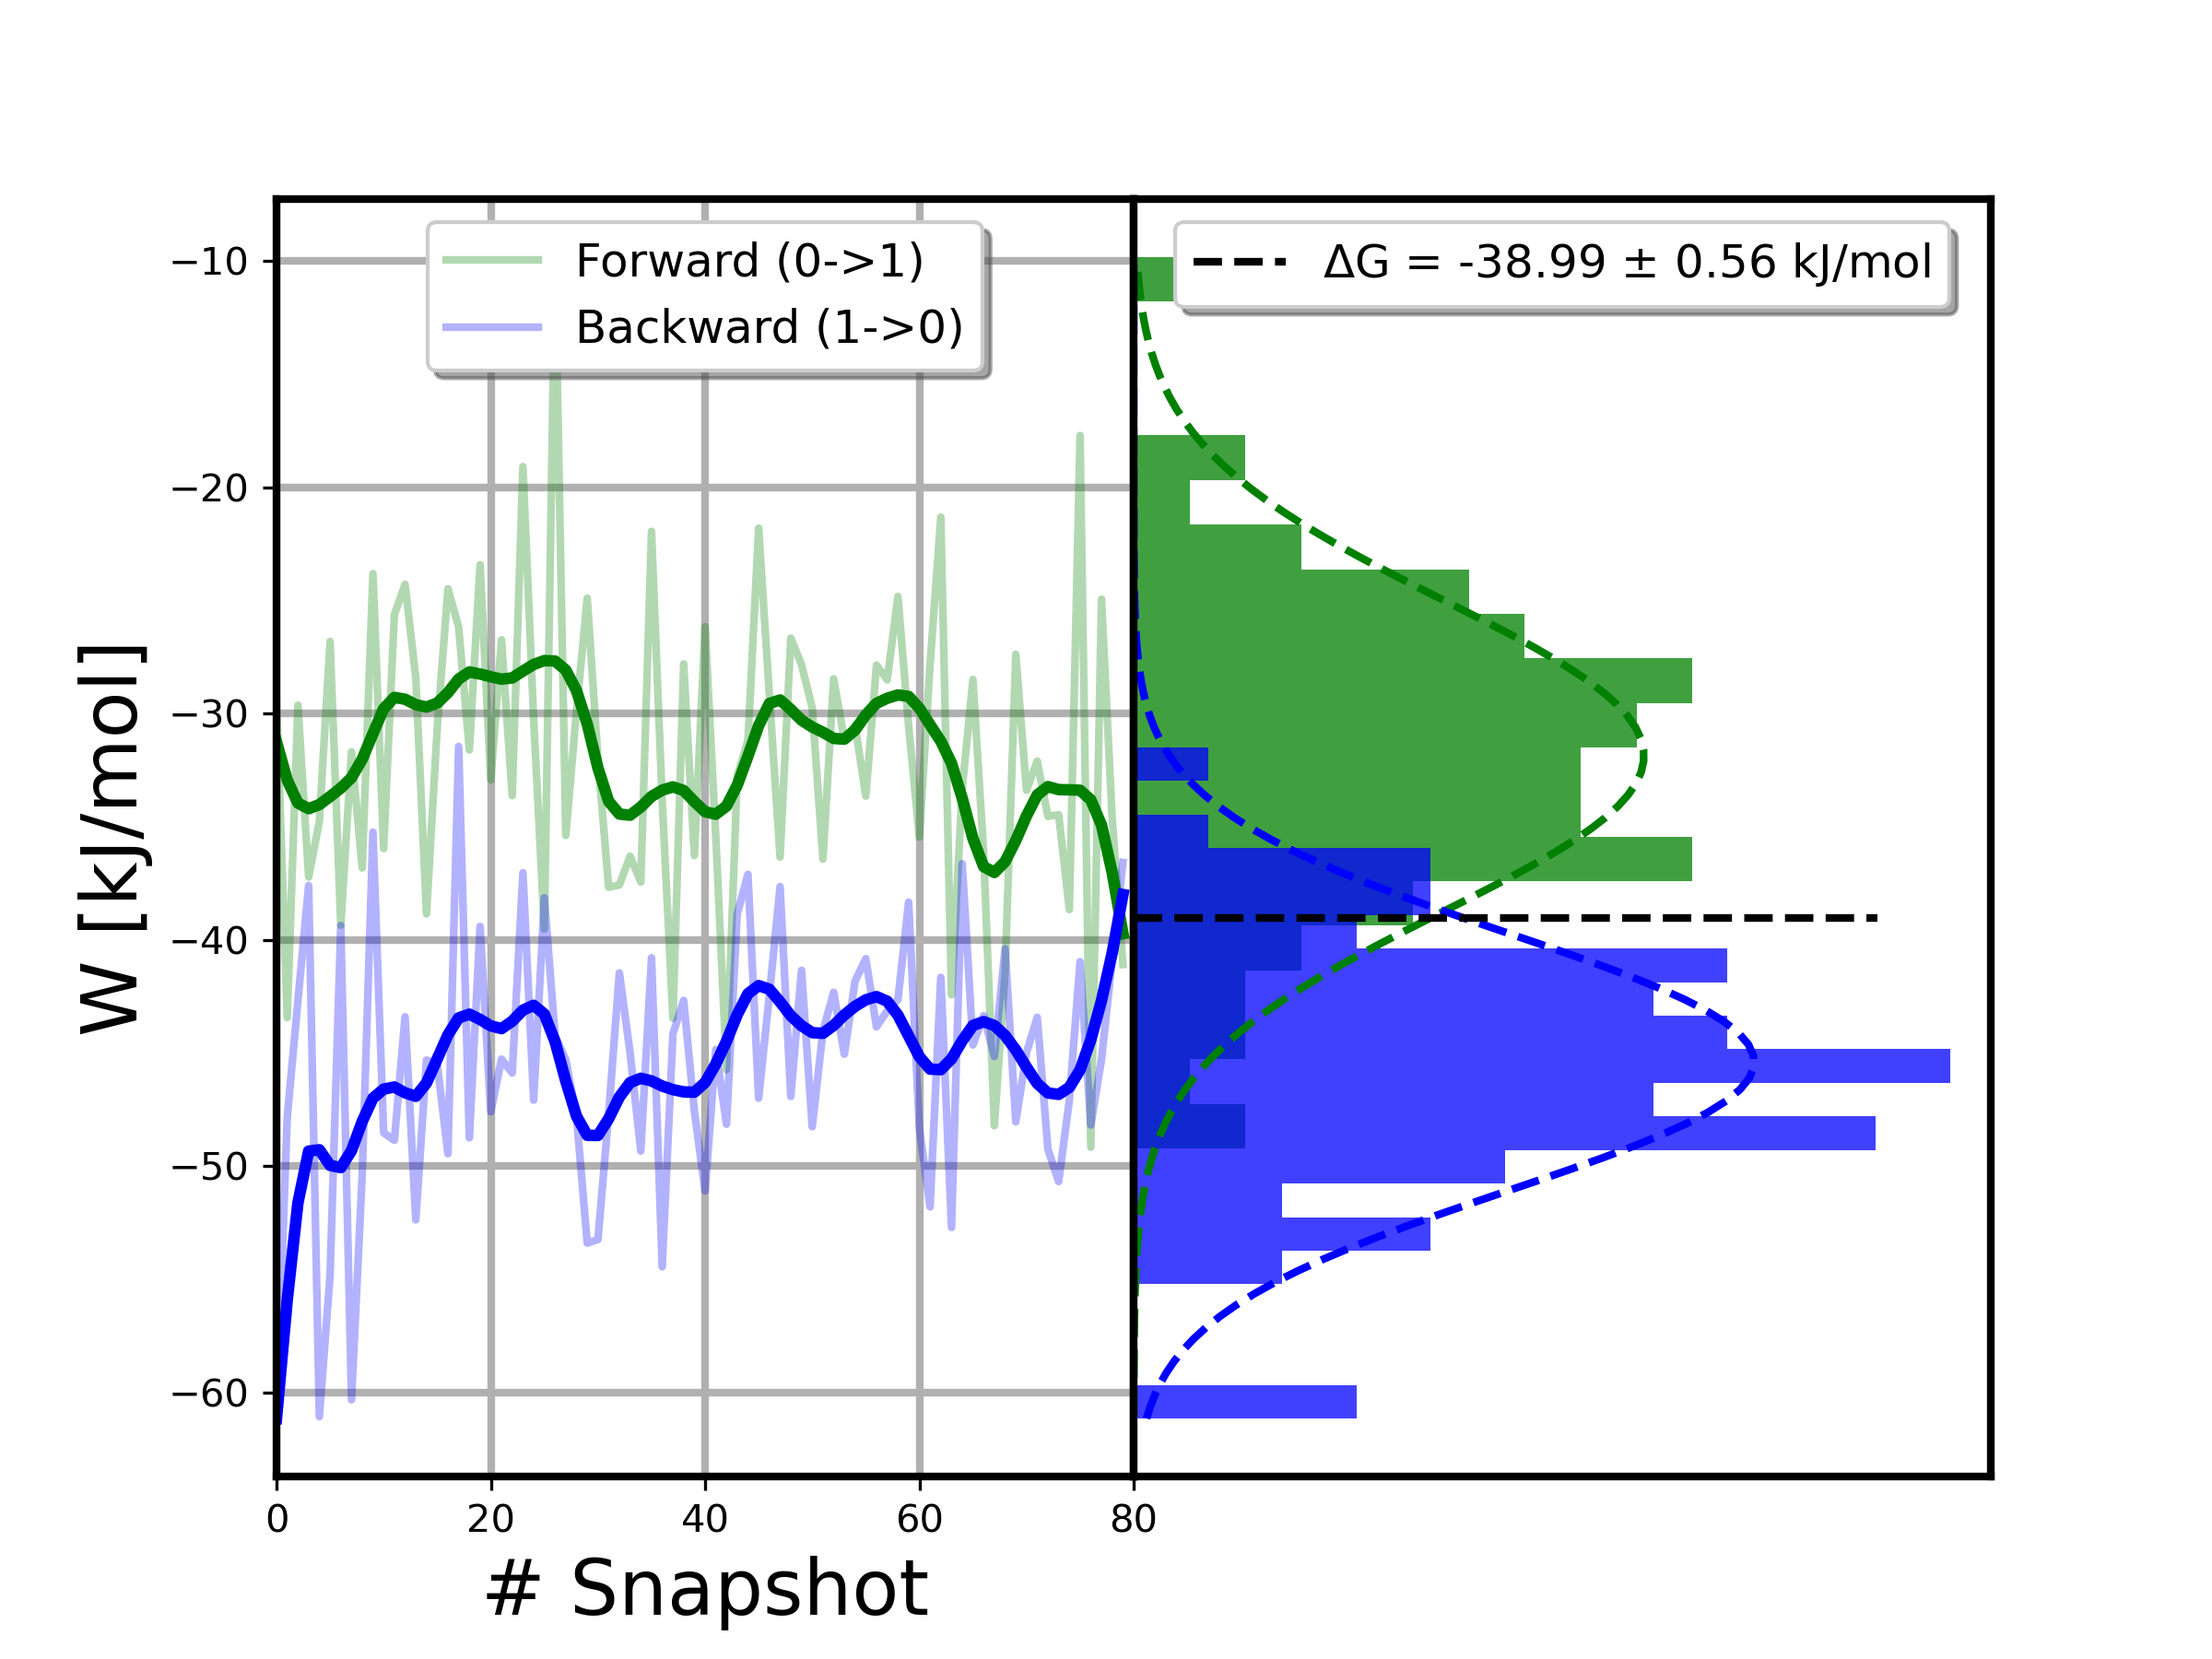 Forward (0->1)
Backward (1->0)
ΔG = -38.99 ± 0.56 kJ/mol
−10
−20
−30
−40
−50
−60
W [kJ/mol]
0 20 40 60 80
# Snapshot